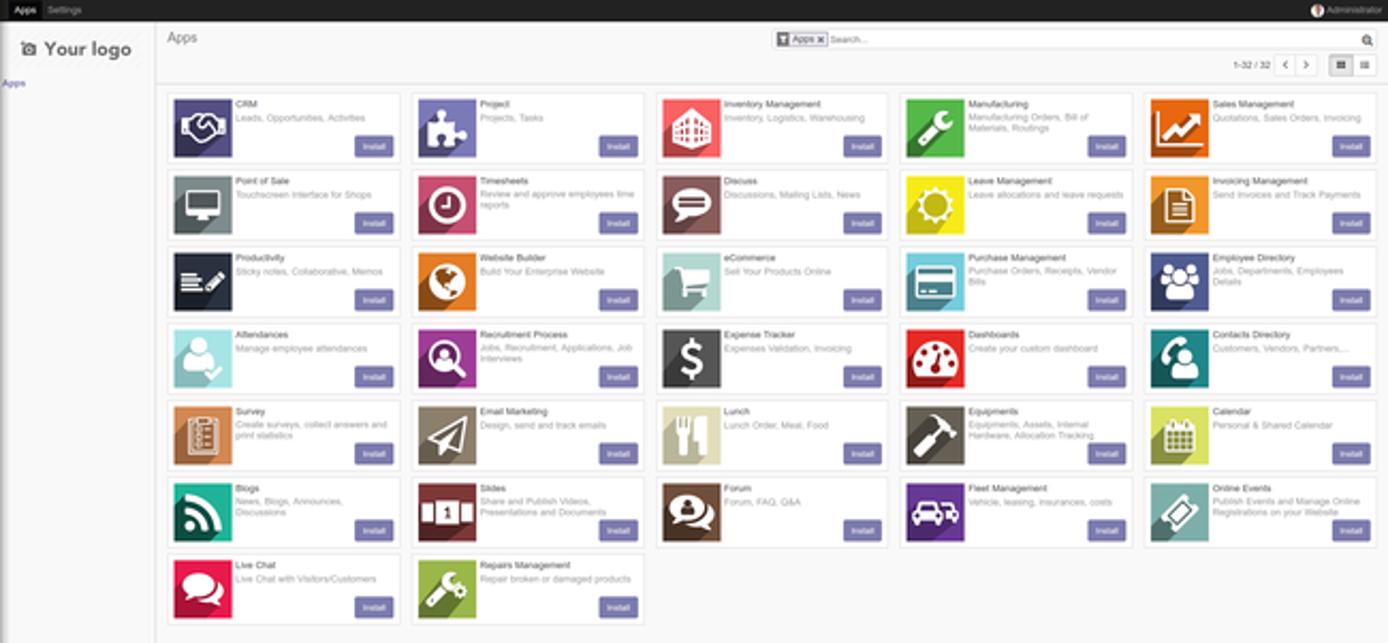 Apps Settings Administrator
Your logo
Apps
Apps
Apps x Search...
1-32 / 32
CRM
Leads, Opportunities, Activities
Install
Project
Projects, Tasks
Install
Inventory Management
Inventory, Logistics, Warehousing
Install
Manufacturing
Manufacturing Orders, Bill of
Materials, Routings
Install
Sales Management
Quotations, Sales Orders, Invoicing
Install
Point of Sale
Touchscreen Interface for Shops
Install
Timesheets
Review and approve employees time
reports
Install
Discuss
Discussions, Mailing Lists, News
Install
Leave Management
Leave allocations and leave requests
Install
Invoicing Management
Send Invoices and Track Payments
Install
Productivity
Sticky notes, Collaborative, Memos
Install
Website Builder
Build Your Enterprise Website
Install
eCommerce
Sell Your Products Online
Install
Purchase Management
Purchase Orders, Receipts, Vendor
Bills
Install
Employee Directory
Jobs, Departments, Employees
Details
Install
Attendances
Manage employee attendances
Install
Recruitment Process
Jobs, Recruitment, Applications, Job
Interviews
Install
Expense Tracker
Expenses Validation, Invoicing
Install
Dashboards
Create your custom dashboard
Install
Contacts Directory
Customers, Vendors, Partners,...
Install
Survey
Create surveys, collect answers and
print statistics
Install
Email Marketing
Design, send and track emails
Install
Lunch
Lunch Order, Meal, Food
Install
Equipments
Equipments, Assets, Internal
Hardware, Allocation Tracking
Install
Calendar
Personal & Shared Calendar
Install
Blogs
News, Blogs, Announces,
Discussions
Install
Slides
1
Share and Publish Videos,
Presentations and Documents
Install
Forum
Forum, FAQ, Q&A
Install
Fleet Management
Vehicle, leasing, insurances, costs
Install
Online Events
Publish Events and Manage Online
Registrations on your Website
Install
Live Chat
Live Chat with Visitors/Customers
Install
Repairs Management
Repair broken or damaged products
Install